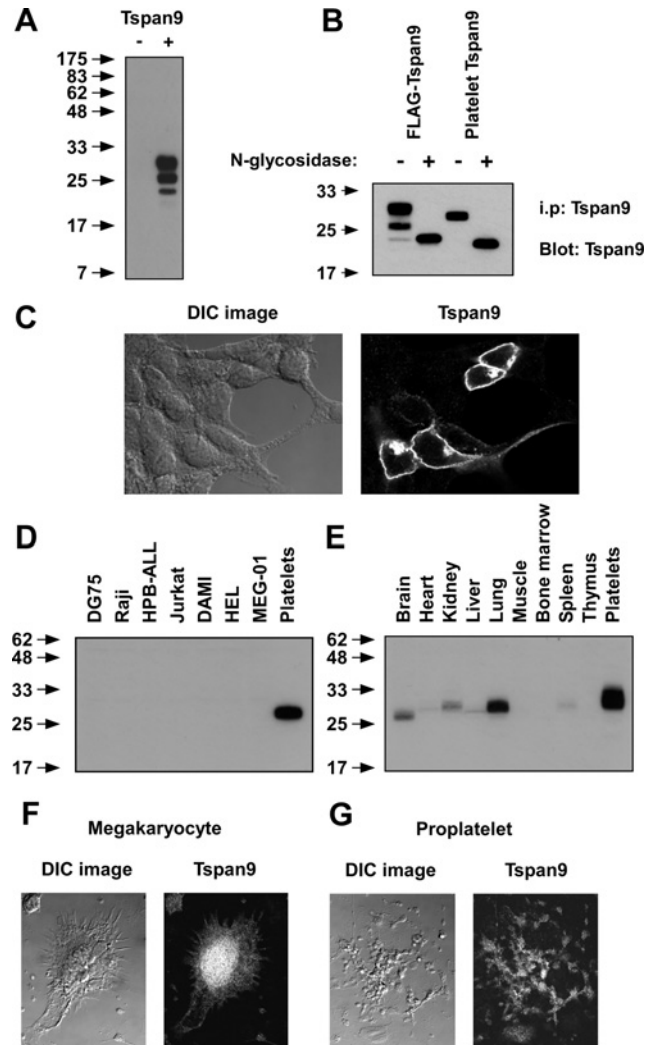 A
Tspan9
- +
175
83
62
48
33
25
17
7
B
FLAG-Tspan9
Platelet Tspan9
N-glycosidase: - + - +
33
25
17
i.p: Tspan9
Blot: Tspan9
C
DIC image
Tspan9
D
DG75
Raji
HPB-ALL
Jurkat
DAMI
HEL
MEG-01
Platelets
62
48
33
25
17
E
Brain
Heart
Kidney
Liver
Lung
Muscle
Bone marrow
Spleen
Thymus
Platelets
62
48
33
25
17
F
Megakaryocyte
DIC image
Tspan9
G
Proplatelet
DIC image
Tspan9